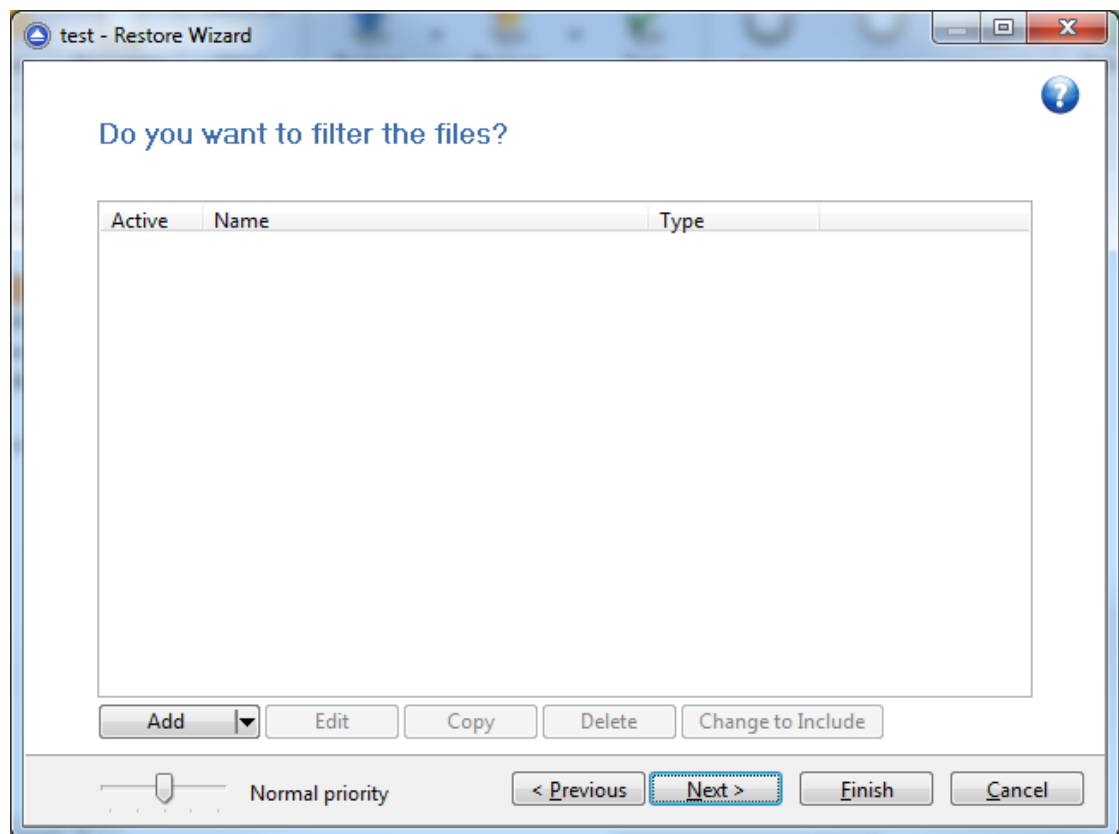 test - Restore Wizard
Do you want to filter the files?
Active Name Type
Add Edit Copy Delete Change to Include
Normal priority < Previous Next > Finish Cancel